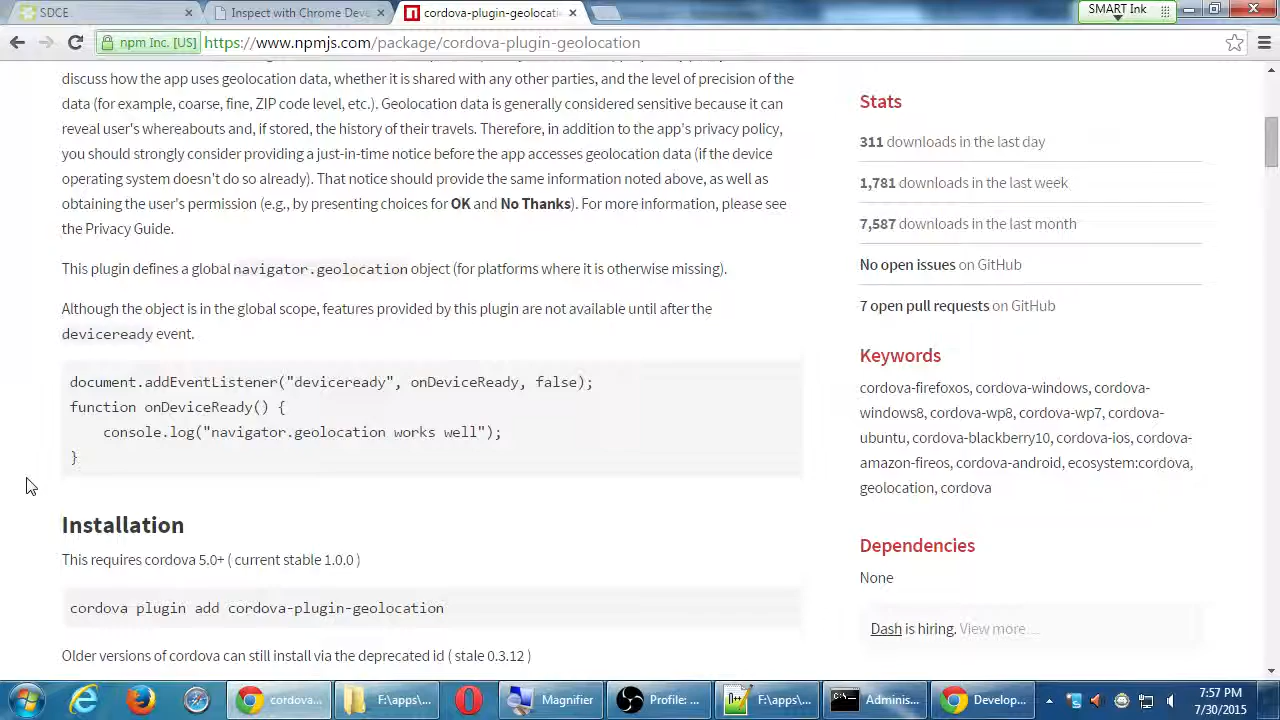 SDCE
Inspect with Chrome Deve
cordova-plugin-geolocati
SMART Ink
npm Inc. [US]
https://www.npmjs.com/package/cordova-plugin-geolocation
discuss how the app uses geolocation data, whether it is shared with any other parties, and the level of precision of the
data (for example, coarse, fine, ZIP code level, etc.). Geolocation data is generally considered sensitive because it can
reveal user's whereabouts and, if stored, the history of their travels. Therefore, in addition to the app's privacy policy,
you should strongly consider providing a just-in-time notice before the app accesses geolocation data (if the device
operating system doesn't do so already). That notice should provide the same information noted above, as well as
obtaining the user's permission (e.g., by presenting choices for OK and No Thanks). For more information, please see
the Privacy Guide.
This plugin defines a global navigator.geolocation object (for platforms where it is otherwise missing).
Although the object is in the global scope, features provided by this plugin are not available until after the
deviceready event.
document.addEventListener("deviceready", onDeviceReady, false);
function onDeviceReady() {
console.log("navigator.geolocation works well");
}
Installation
This requires cordova 5.0+ ( current stable 1.0.0 )
cordova plugin add cordova-plugin-geolocation
Older versions of cordova can still install via the deprecated id ( stale 0.3.12 )
Stats
311 downloads in the last day
1,781 downloads in the last week
7,587 downloads in the last month
No open issues on GitHub
7 open pull requests on GitHub
Keywords
cordova-firefoxos, cordova-windows, cordova-
windows8, cordova-wp8, cordova-wp7, cordova-
ubuntu, cordova-blackberry10, cordova-ios, cordova-
amazon-fireos, cordova-android, ecosystem:cordova,
geolocation, cordova
Dependencies
None
Dash is hiring. View more…
cordova...
F:\apps\...
Magnifier
Profile: ...
F:\apps\...
Adminis...
Develop...
7:57 PM
7/30/2015